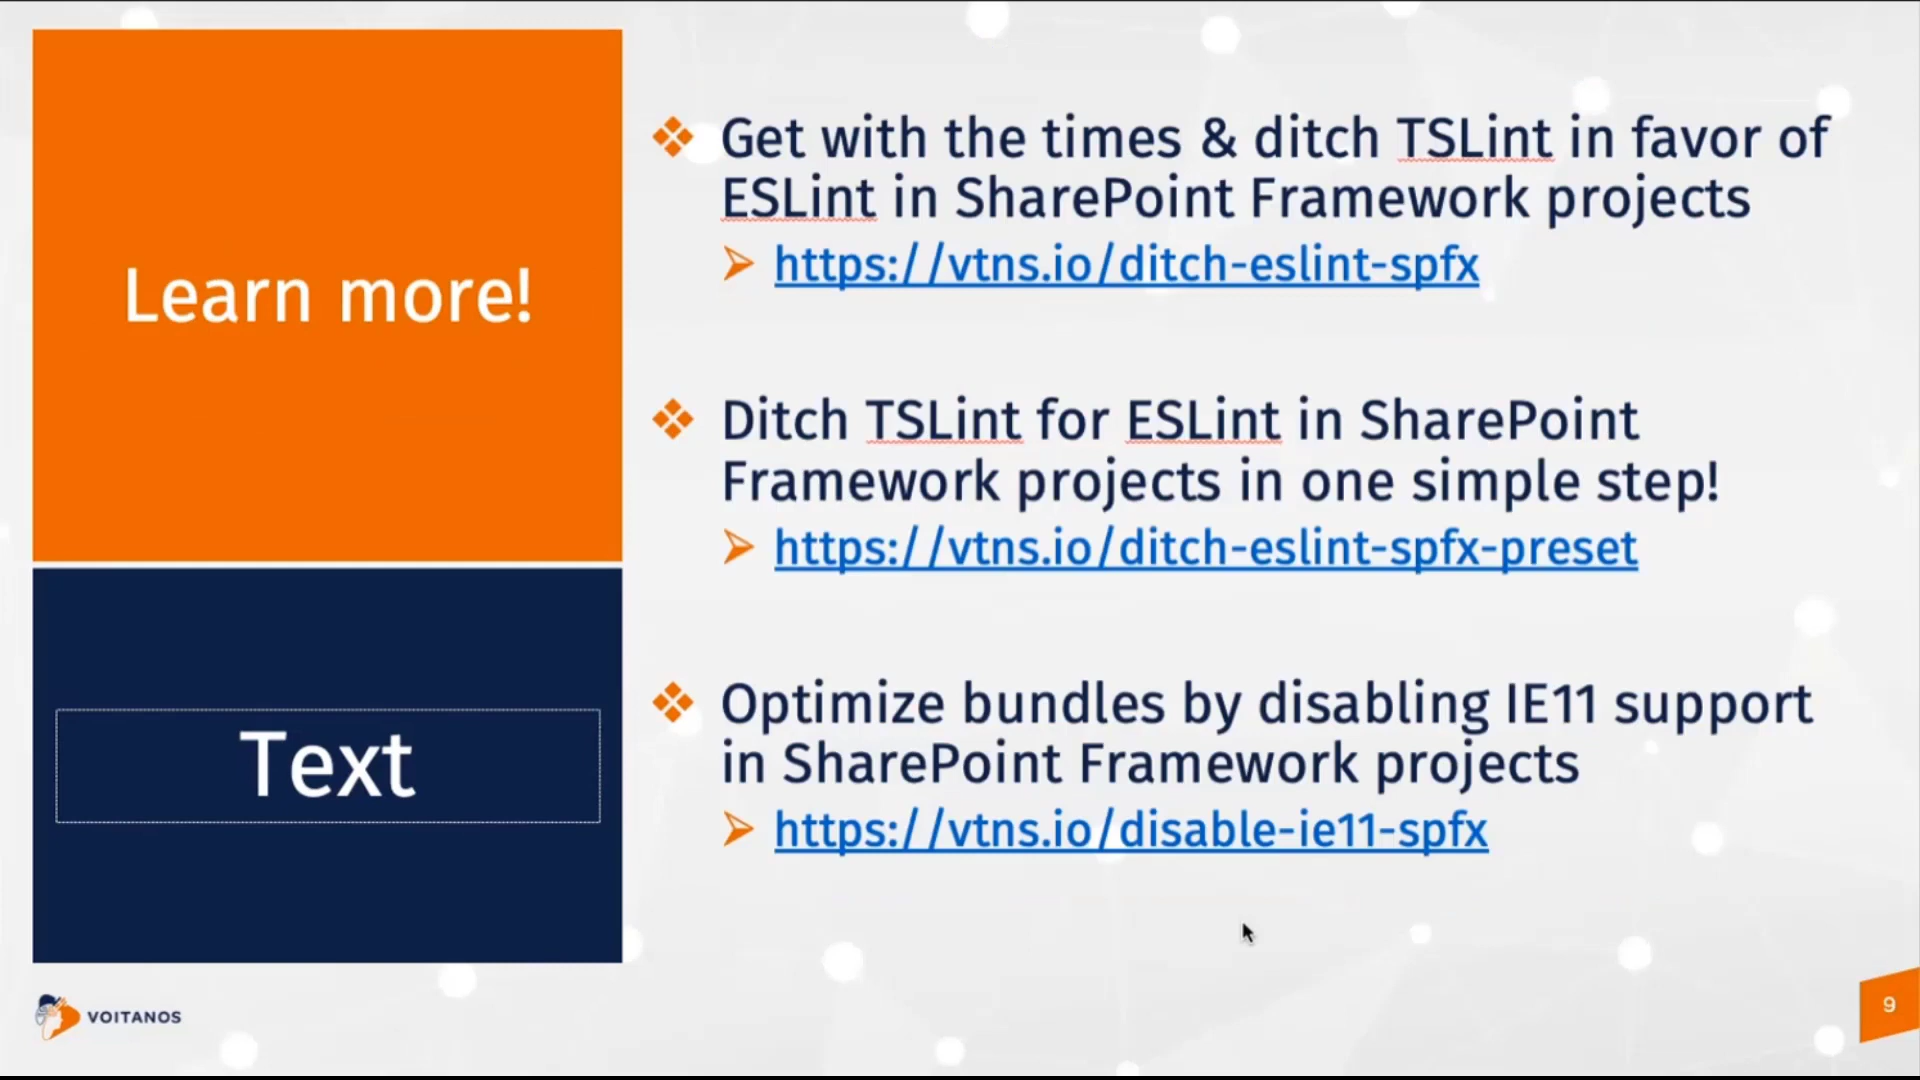 Learn more!
Text
Get with the times & ditch TSLint in favor of
ESLint in SharePoint Framework projects
https://vtns.io/ditch-eslint-spfx
Ditch TSLint for ESLint in SharePoint
Framework projects in one simple step!
https://vtns.io/ditch-eslint-spfx-preset
Optimize bundles by disabling IE11 support
in SharePoint Framework projects
https://vtns.io/disable-ie11-spfx
VOITANOS
9